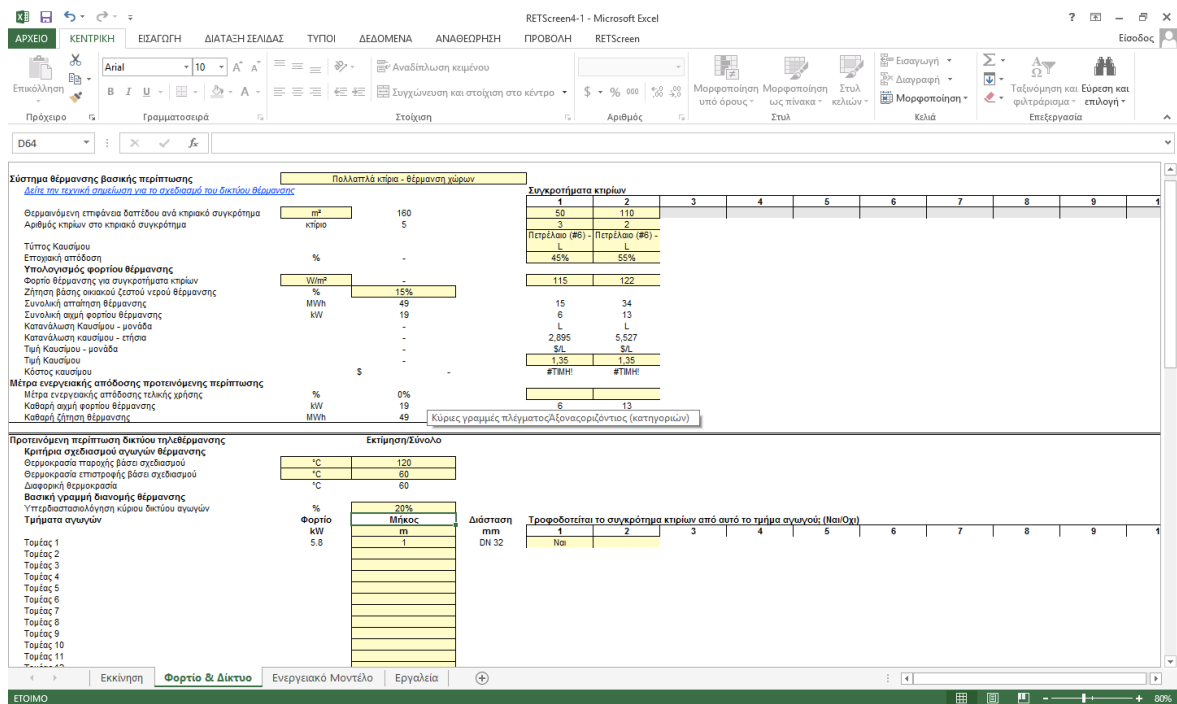 RETScreen4-1 - Microsoft Excel
ΑΡΧΕΙΟ ΚΕΝΤΡΙΚΗ ΕΙΣΑΓΩΓΗ ΔΙΑΤΑΞΗ ΣΕΛΙΔΑΣ ΤΥΠΟΙ ΔΕΔΟΜΕΝΑ ΑΝΑΘΕΩΡΗΣΗ ΠΡΟΒΟΛΗ RETScreen Είσοδος
Επικόλληση Arial 10 Αναδίπλωση κειμένου Συγχώνευση και στοίχιση στο κέντρο $ % 000 Μορφοποίηση υπό όρους Μορφοποίηση ως πίνακα Στυλ κελιών Εισαγωγή Διαγραφή Μορφοποίηση Ταξινόμηση και φιλτράρισμα Εύρεση και επιλογή
Πρόχειρο Γραμματοσειρά Στοίχιση Αριθμός Στυλ Κελιά Επεξεργασία
D64 fx
Σύστημα θέρμανσης βασικής περίπτωσης Πολλαπλά κτίρια - θέρμανση χώρων
Δείτε την τεχνική σημείωση για το σχεδιασμό του δικτύου θέρμανσης Συγκροτήματα κτιρίων
1 2 3 4 5 6 7 8 9 1
Θερμαινόμενη επιφάνεια δαπέδου ανά κτιριακό συγκρότημα m² 160 50 110
Αριθμός κτιρίων στο κτιριακό συγκρότημα κτίριο 5 3 2
Πετρέλαιο (#6) - Πετρέλαιο (#6) -
Τύπος Καυσίμου L L
Εποχιακή απόδοση % - 45% 55%
Υπολογισμός φορτίου θέρμανσης
Φορτίο θέρμανσης για συγκροτήματα κτιρίων W/m² - 115 122
Ζήτηση βάσης οικιακού ζεστού νερού θέρμανσης % 15%
Συνολική απαίτηση θέρμανσης MWh 49 15 34
Συνολική αιχμή φορτίου θέρμανσης kW 19 6 13
Κατανάλωση Καυσίμου - μονάδα - L L
Κατανάλωση καυσίμου - ετήσια - 2,895 5,527
Τιμή Καυσίμου - μονάδα - $/L $/L
Τιμή Καυσίμου - 1,35 1,35
Κόστος καυσίμου $ - #ΤΙΜΗ! #ΤΙΜΗ!
Μέτρα ενεργειακής απόδοσης προτεινόμενης περίπτωσης
Μέτρα ενεργειακής απόδοσης τελικής χρήσης % 0%
Καθαρή αιχμή φορτίου θέρμανσης kW 19 6 13
Καθαρή ζήτηση θέρμανσης MWh 49 Κύριες γραμμές πλέγματοςΆξοναςοριζόντιος (κατηγοριών)
Προτεινόμενη περίπτωση δικτύου τηλεθέρμανσης Εκτίμηση/Σύνολο
Κριτήρια σχεδιασμού αγωγών θέρμανσης
Θερμοκρασία παροχής βάσει σχεδιασμού °C 120
Θερμοκρασία επιστροφής βάσει σχεδιασμού °C 60
Διαφορική θερμοκρασία °C 60
Βασική γραμμή διανομής θέρμανσης
Υπερδιαστασιολόγηση κύριου δικτύου αγωγών % 20%
Τμήματα αγωγών Φορτίο Μήκος Διάσταση Τροφοδοτείται το συγκρότημα κτιρίων από αυτό το τμήμα αγωγού; (Ναι/Οχι)
kW m mm 1 2 3 4 5 6 7 8 9 1
Τομέας 1 5.8 1 DN 32 Ναι
Τομέας 2
Τομέας 3
Τομέας 4
Τομέας 5
Τομέας 6
Τομέας 7
Τομέας 8
Τομέας 9
Τομέας 10
Τομέας 11
Εκκίνηση Φορτίο & Δίκτυο Ενεργειακό Μοντέλο Εργαλεία
ΕΤΟΙΜΟ 80%